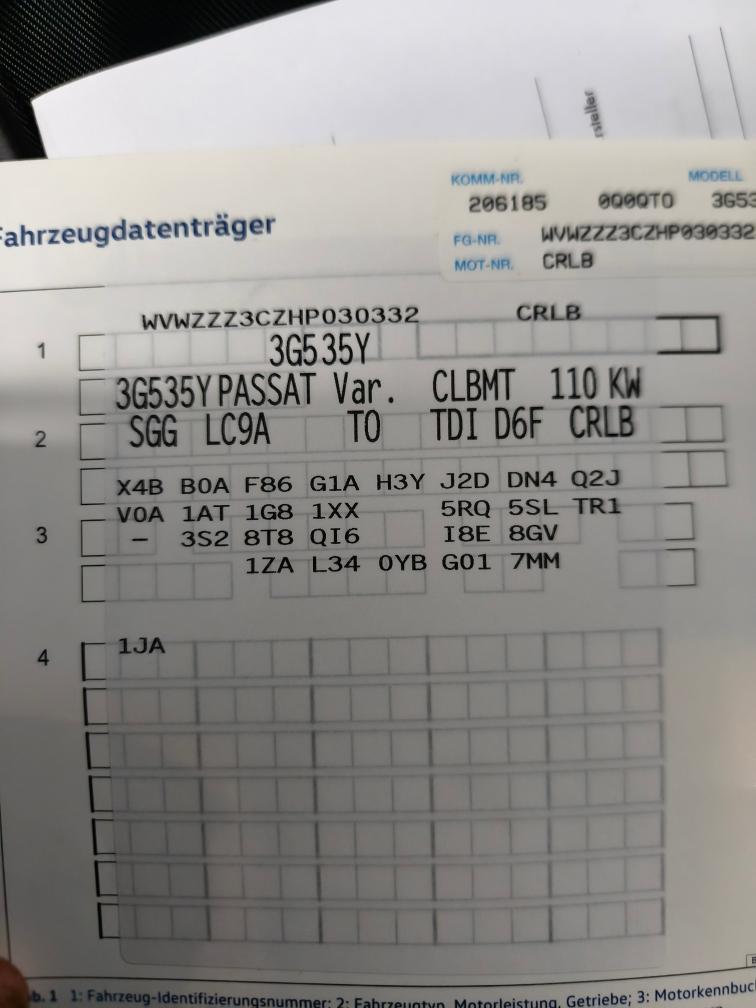 rsteller
KOMM-NR. MODELL
206185 0Q0QTO 3G53
Fahrzeugdatenträger
FG-NR. WVWZZZ3CZHP030332
MOT-NR. CRLB
WVWZZZ3CZHP030332 CRLB
1 3G535Y
3G535Y PASSAT Var. CLBMT 110 KW
2 SGG LC9A TO TDI D6F CRLB
X4B B0A F86 G1A H3Y J2D DN4 Q2J
V0A 1AT 1G8 1XX 5RQ 5SL TR1
3 – 3S2 8T8 QI6 I8E 8GV
1ZA L34 0YB G01 7MM
4 1JA
b. 1 1: Fahrzeug-Identifizierungsnummer; 2: Fahrzeugtyp, Motorleistung, Getriebe; 3: Motorkennbuc